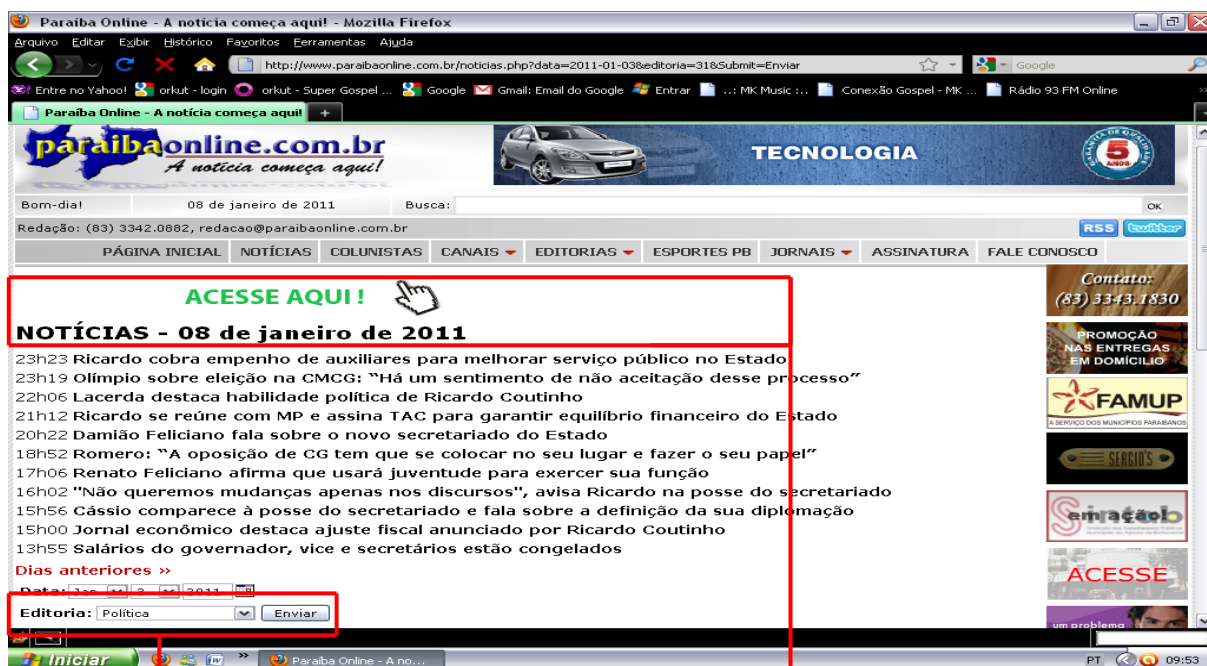 Paraíba Online - A notícia começa aqui! - Mozilla Firefox
Arquivo Editar Exibir Histórico Favoritos Ferramentas Ajuda
http://www.paraibaonline.com.br/noticias.php?data=2011-01-03&editoria=31&Submit=Enviar Google
Entre no Yahoo! orkut - login orkut - Super Gospel ... Google Gmail: Email do Google Entrar ..: MK Music :.. Conexão Gospel - MK ... Rádio 93 FM Online
Paraíba Online - A notícia começa aqui!
paraibaonline.com.br
A notícia começa aqui!
TECNOLOGIA
GARANTIA DE QUALIDADE
5
ANOS
Bom-dia! 08 de janeiro de 2011 Busca: OK
Redação: (83) 3342.0882, redacao@paraibaonline.com.br RSS twitter
PÁGINA INICIAL NOTÍCIAS COLUNISTAS CANAIS EDITORIAS ESPORTES PB JORNAIS ASSINATURA FALE CONOSCO
ACESSE AQUI !
NOTÍCIAS - 08 de janeiro de 2011
23h23 Ricardo cobra empenho de auxiliares para melhorar serviço público no Estado
23h19 Olímpio sobre eleição na CMCG: “Há um sentimento de não aceitação desse processo”
22h06 Lacerda destaca habilidade política de Ricardo Coutinho
21h12 Ricardo se reúne com MP e assina TAC para garantir equilíbrio financeiro do Estado
20h22 Damião Feliciano fala sobre o novo secretariado do Estado
18h52 Romero: “A oposição de CG tem que se colocar no seu lugar e fazer o seu papel”
17h06 Renato Feliciano afirma que usará juventude para exercer sua função
16h02 "Não queremos mudanças apenas nos discursos", avisa Ricardo na posse do secretariado
15h56 Cássio comparece à posse do secretariado e fala sobre a definição da sua diplomação
15h00 Jornal econômico destaca ajuste fiscal anunciado por Ricardo Coutinho
13h55 Salários do governador, vice e secretários estão congelados
Dias anteriores »
Data: Jan 3 2011
Editoria: Política Enviar
Contato:
(83) 3343.1830
PROMOÇÃO
NAS ENTREGAS
EM DOMÍCILIO
FAMUP
A SERVIÇO DOS MUNICÍPIOS PARAIBANOS
SERGIO'S
ACESSE
um problema
Iniciar Paraíba Online - A no... PT 09:53